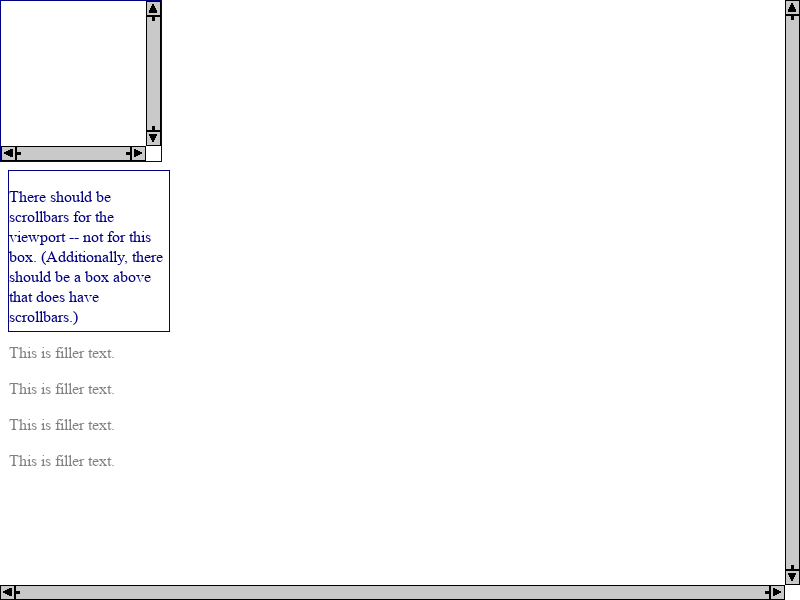 There should be
scrollbars for the
viewport -- not for this
box. (Additionally, there
should be a box above
that does have
scrollbars.)
This is filler text.
This is filler text.
This is filler text.
This is filler text.